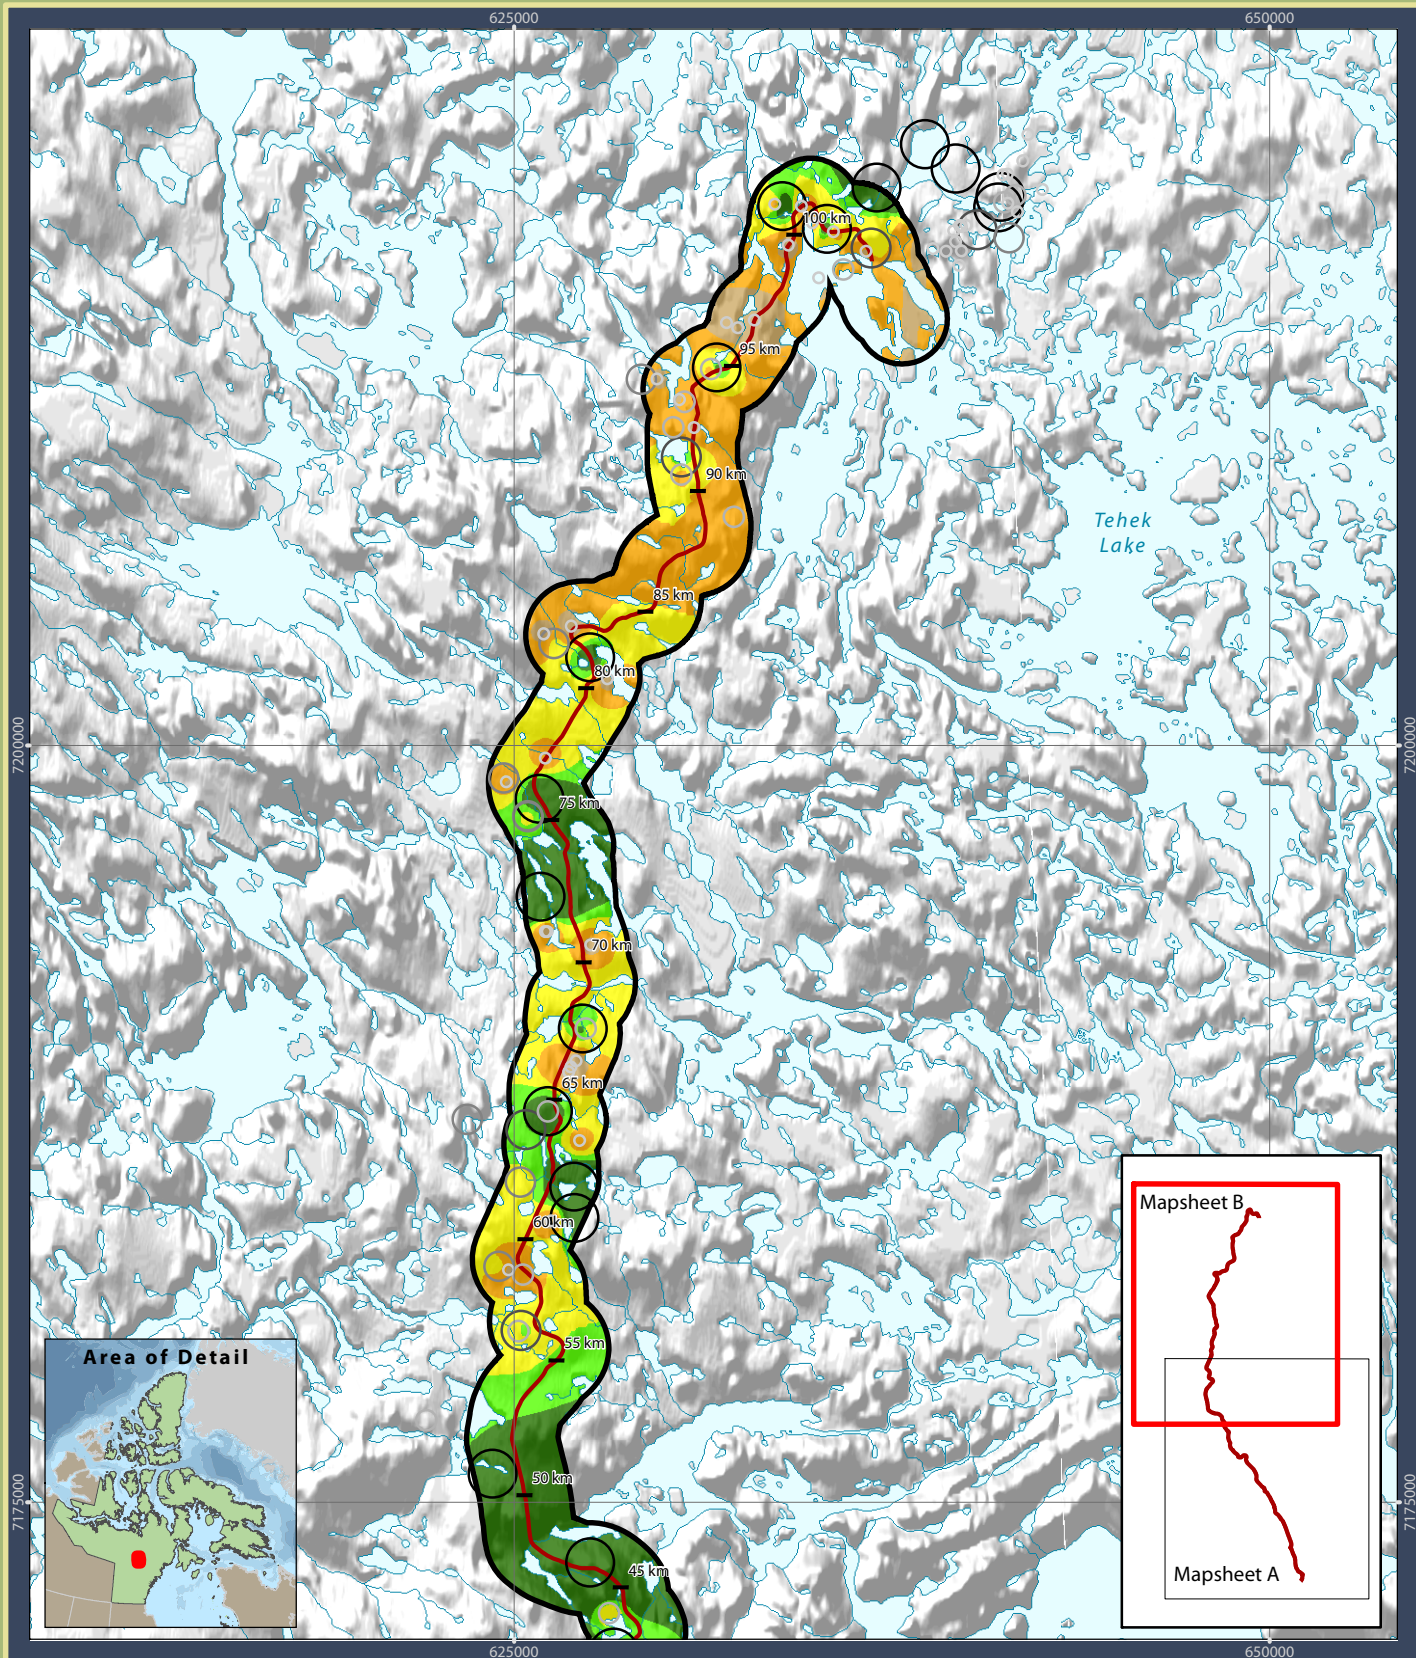 625000
650000
100 km
95 km
90 km
Tehek
Lake
85 km
80 km
7200000
7200000
75 km
70 km
65 km
60 km
55 km
50 km
45 km
7175000
7175000
Area of Detail
Mapsheet B
Mapsheet A
625000
650000